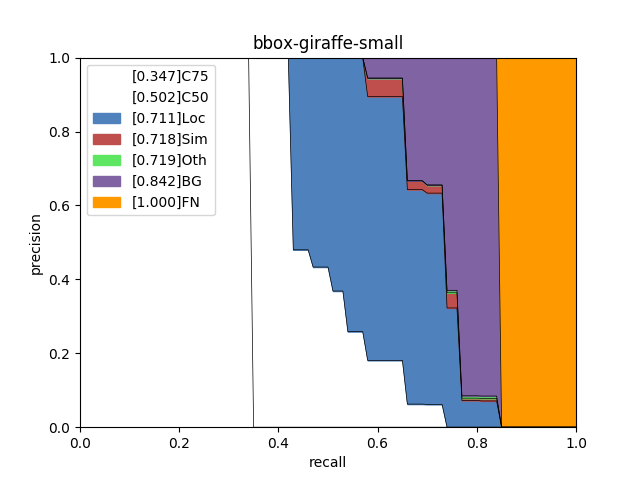 bbox-giraffe-small
[0.347]C75
[0.502]C50
[0.711]Loc
[0.718]Sim
[0.719]Oth
[0.842]BG
[1.000]FN
1.0
0.8
0.6
0.4
0.2
0.0
precision
0.0 0.2 0.4 0.6 0.8 1.0
recall